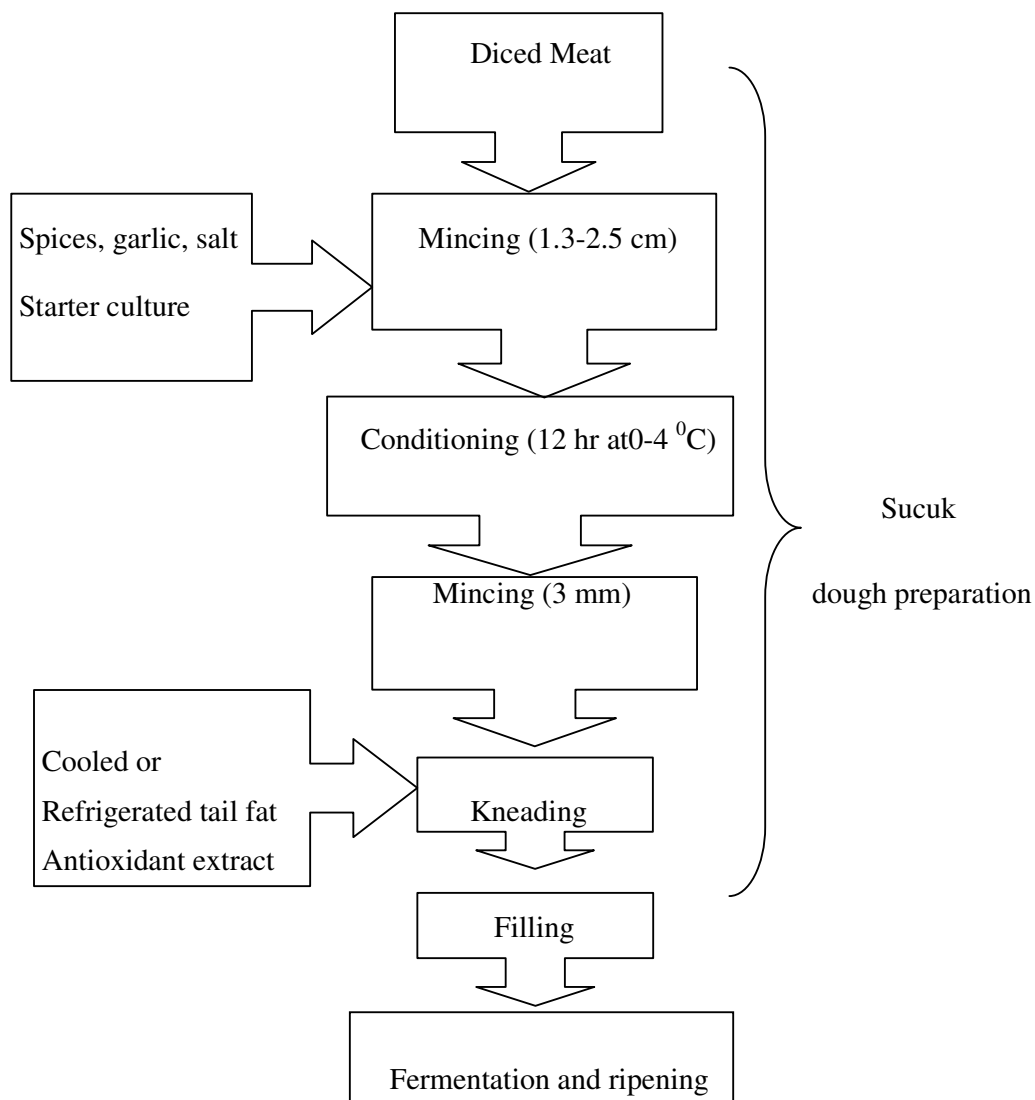 Diced Meat
Spices, garlic, salt
Starter culture
Mincing (1.3-2.5 cm)
Conditioning (12 hr at0-4 ⁰C)
Mincing (3 mm)
Sucuk
dough preparation
Cooled or
Refrigerated tail fat
Antioxidant extract
Kneading
Filling
Fermentation and ripening